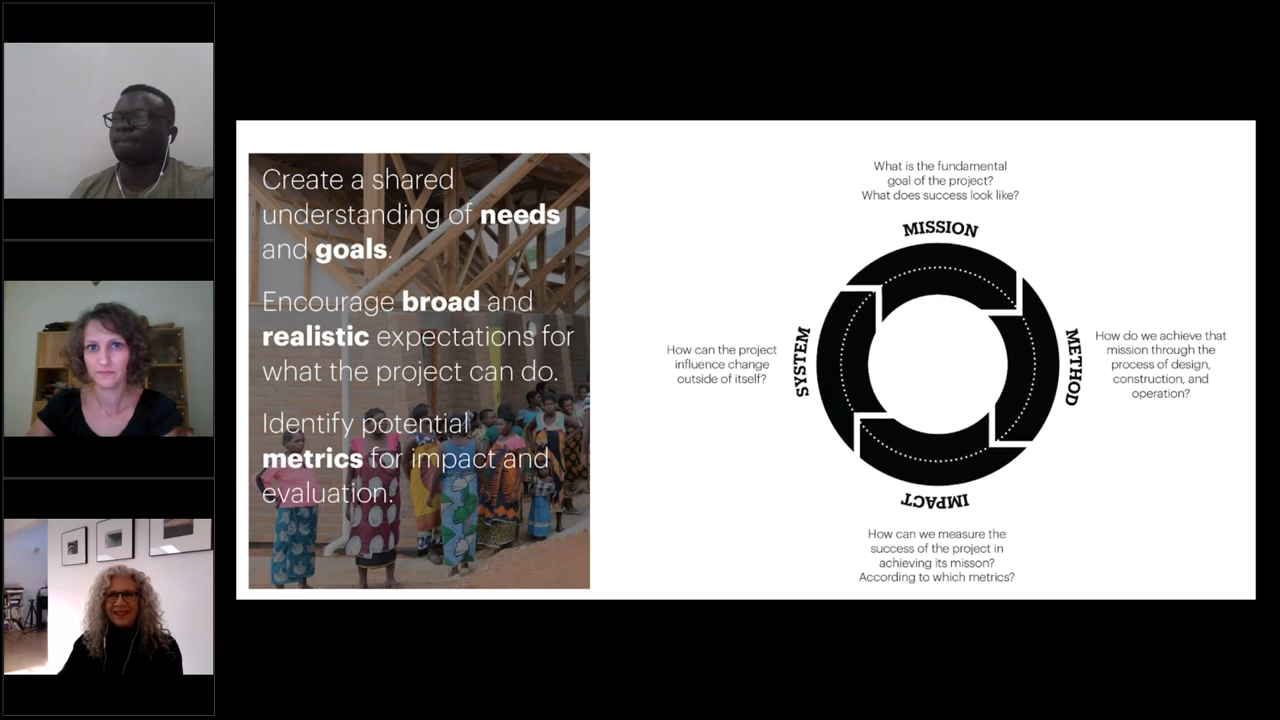 Create a shared
understanding of needs
and goals.
Encourage broad and
realistic expectations for
what the project can do.
Identify potential
metrics for impact and
evaluation.
What is the fundamental
goal of the project?
What does success look like?
MISSION
How can the project
influence change
outside of itself?
SYSTEM
METHOD
How do we achieve that
mission through the
process of design,
construction, and
operation?
IMPACT
How can we measure the
success of the project in
achieving its misson?
According to which metrics?